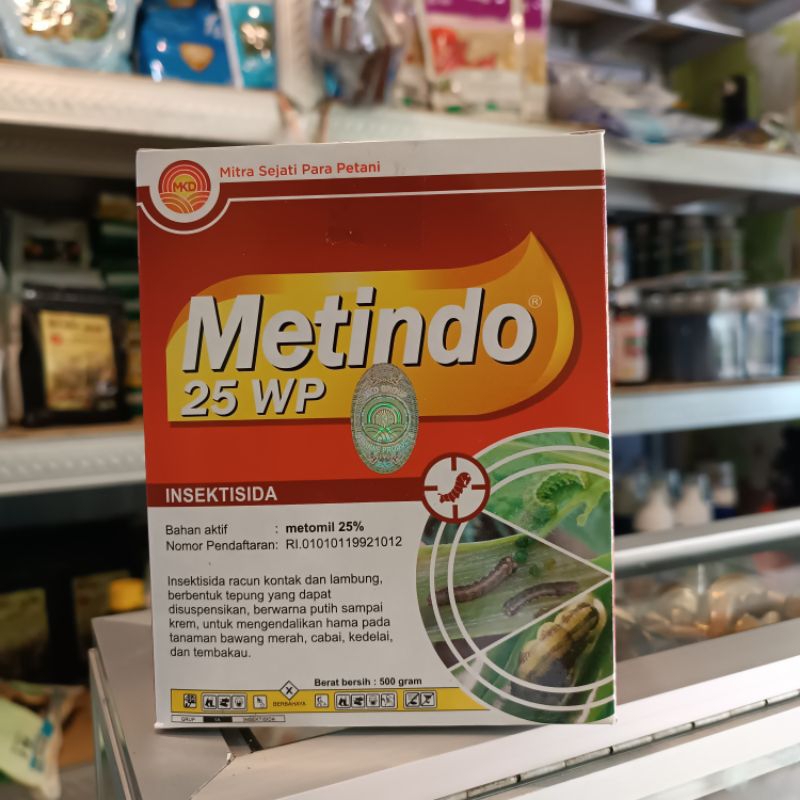 MKD
Mitra Sejati Para Petani
Metindo®
25 WP
INSEKTISIDA
Bahan aktif : metomil 25%
Nomor Pendaftaran: RI.01010119921012
Insektisida racun kontak dan lambung,
berbentuk tepung yang dapat
disuspensikan, berwarna putih sampai
krem, untuk mengendalikan hama pada
tanaman bawang merah, cabai, kedelai,
dan tembakau.
Berat bersih : 500 gram
X
BERBAHAYA
GRUP 1A INSEKTISIDA